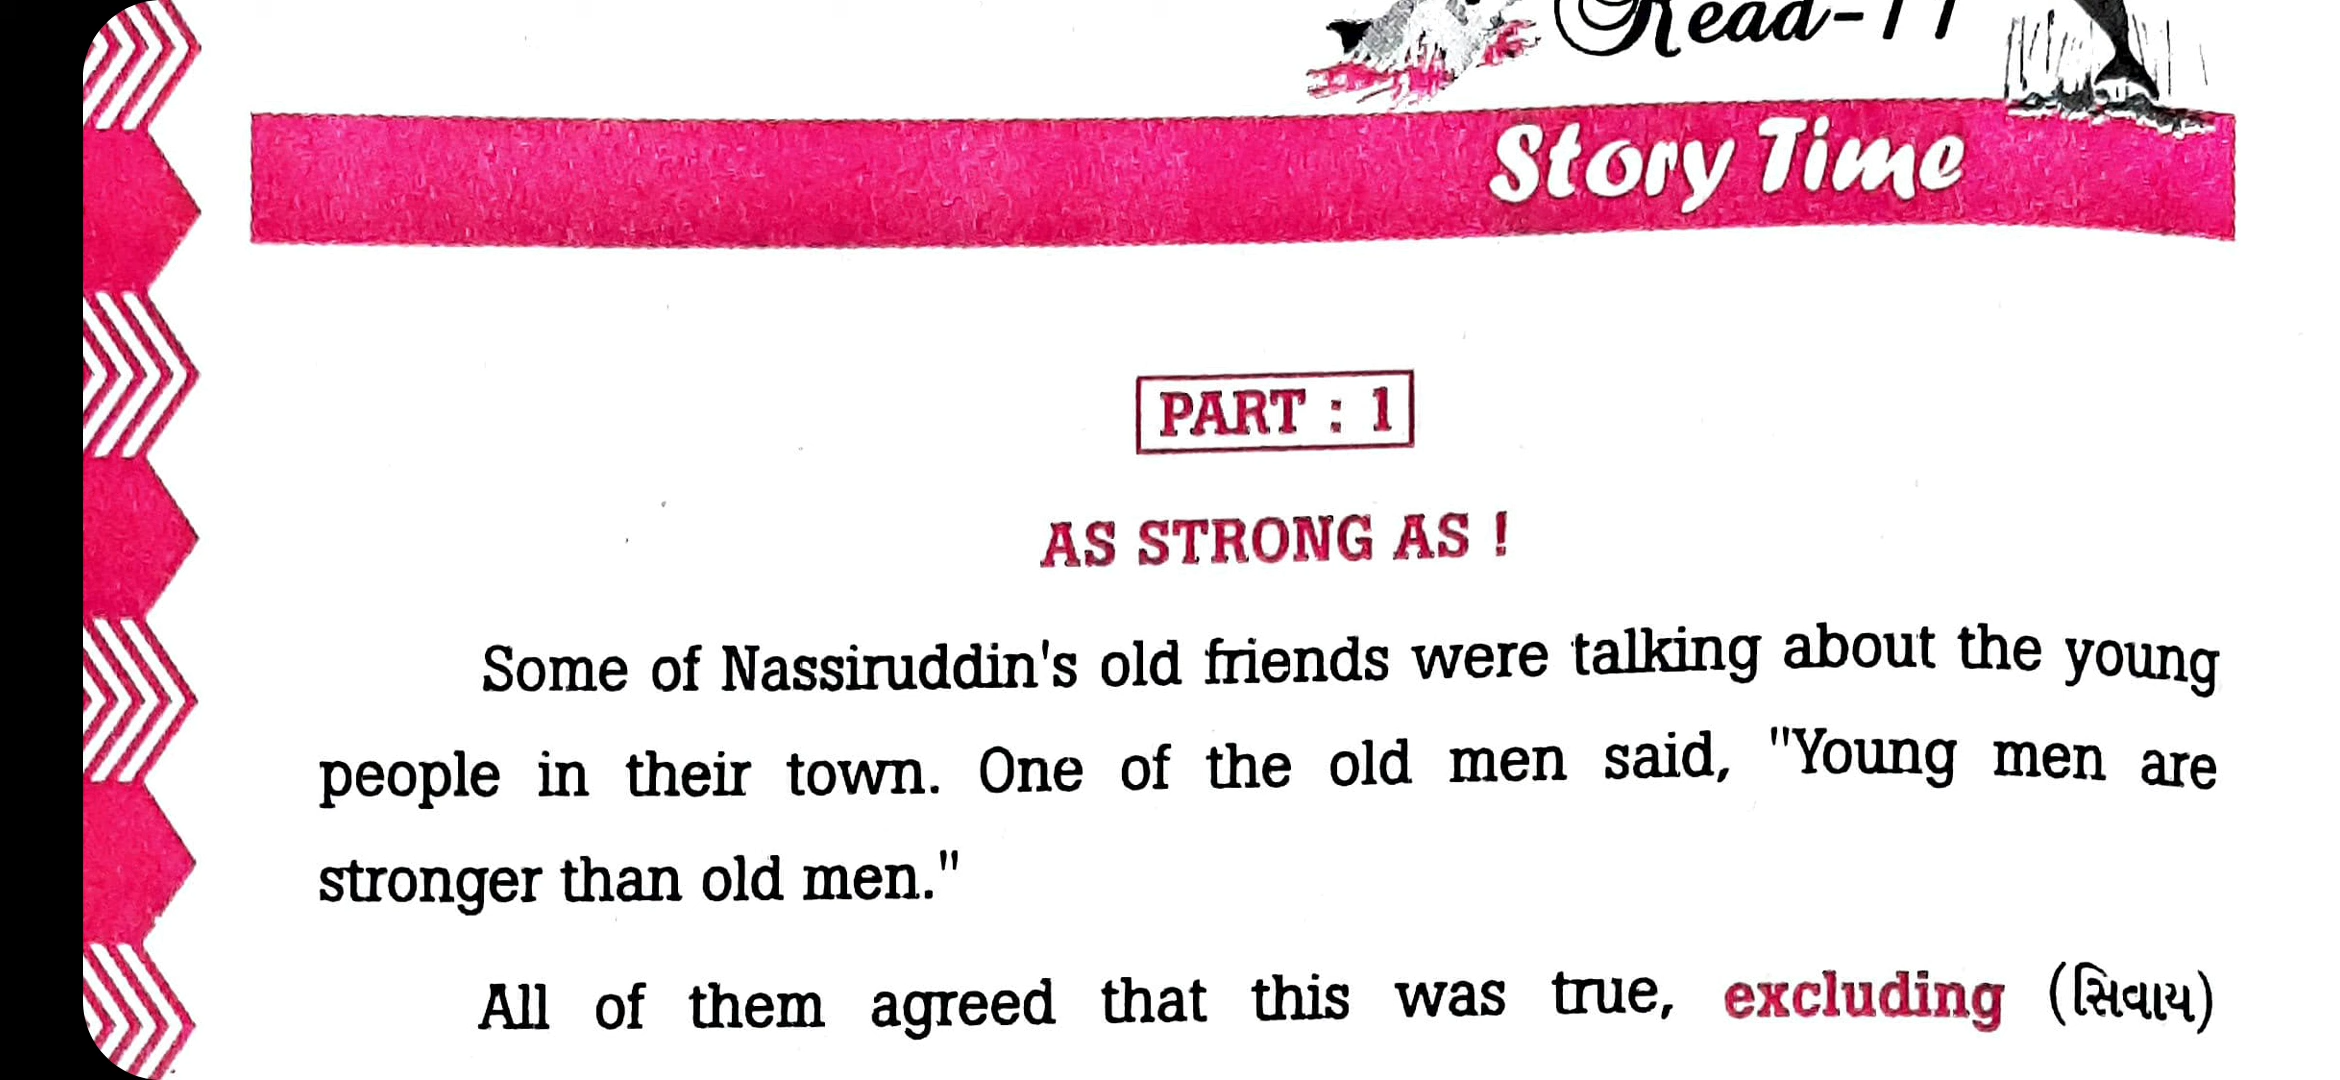 Read-11
Story Time
PART : 1
AS STRONG AS !
Some of Nassiruddin's old friends were talking about the young
people in their town. One of the old men said, "Young men are
stronger than old men."
All of them agreed that this was true, excluding (સિવાય)